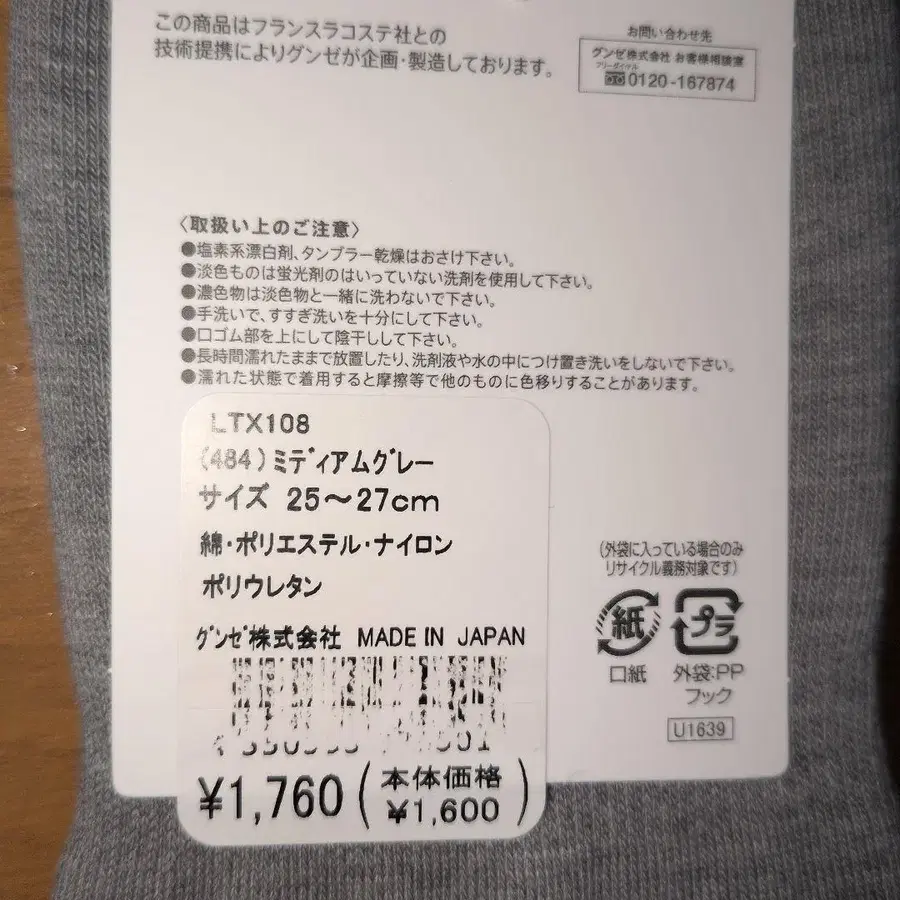 この商品はフランスラコステ社との
技術提携によりグンゼが企画・製造しております。
お問い合わせ先
グンゼ株式会社 お客様相談室
フリーダイヤル
0120-167874
〈取扱い上のご注意〉
●塩素系漂白剤、タンブラー乾燥はおさけ下さい。
●淡色ものは蛍光剤のはいっていない洗剤を使用して下さい。
●濃色物は淡色物と一緒に洗わないで下さい。
●手洗いで、すすぎ洗いを十分にして下さい。
●口ゴム部を上にして陰干しして下さい。
●長時間濡れたままで放置したり、洗剤液や水の中につけ置き洗いをしないで下さい。
●濡れた状態で着用すると摩擦等で他のものに色移りすることがあります。
LTX108
(484)ミディアムグレー
サイズ 25〜27cm
綿・ポリエステル・ナイロン
ポリウレタン
グンゼ株式会社 MADE IN JAPAN
¥1,760(本体価格
¥1,600)
(外袋に入っている場合のみ
リサイクル義務対象です)
紙 プラ
口紙 外袋:PP
フック
U1639